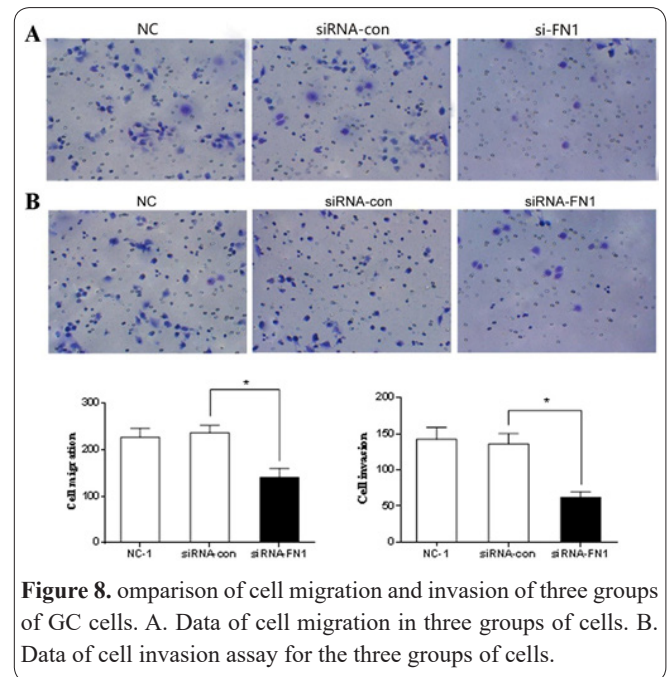 A
NC
siRNA-con
si-FN1
B
NC
siRNA-con
siRNA-FN1
*
300
200
100
0
Cell migration
NC-1
siRNA-con
siRNA-FN1
*
200
150
100
50
0
Cell invasion
NC-1
siRNA-con
siRNA-FN1
Figure 8. omparison of cell migration and invasion of three groups
of GC cells. A. Data of cell migration in three groups of cells. B.
Data of cell invasion assay for the three groups of cells.